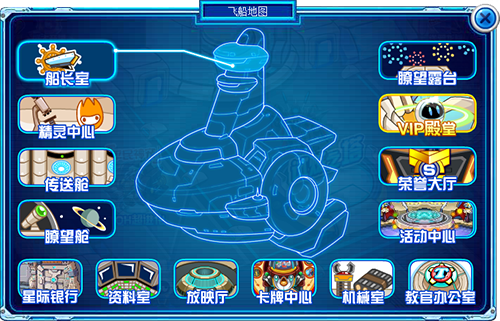 飞船地图
船长室
瞭望露台
精灵中心
VIP殿堂
传送舱
荣誉大厅
瞭望舱
活动中心
星际银行
资料室
放映厅
卡牌中心
机械室
教官办公室
S